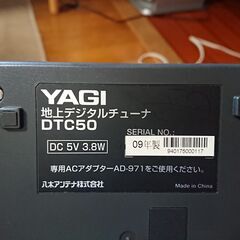 YAGI
地上デジタルチューナ
DTC50
SERIAL NO.:
DC 5V 3.8W
09年製
940175000117
専用ACアダプターAD-971をご使用ください。
八木アンテナ株式会社
Made in China